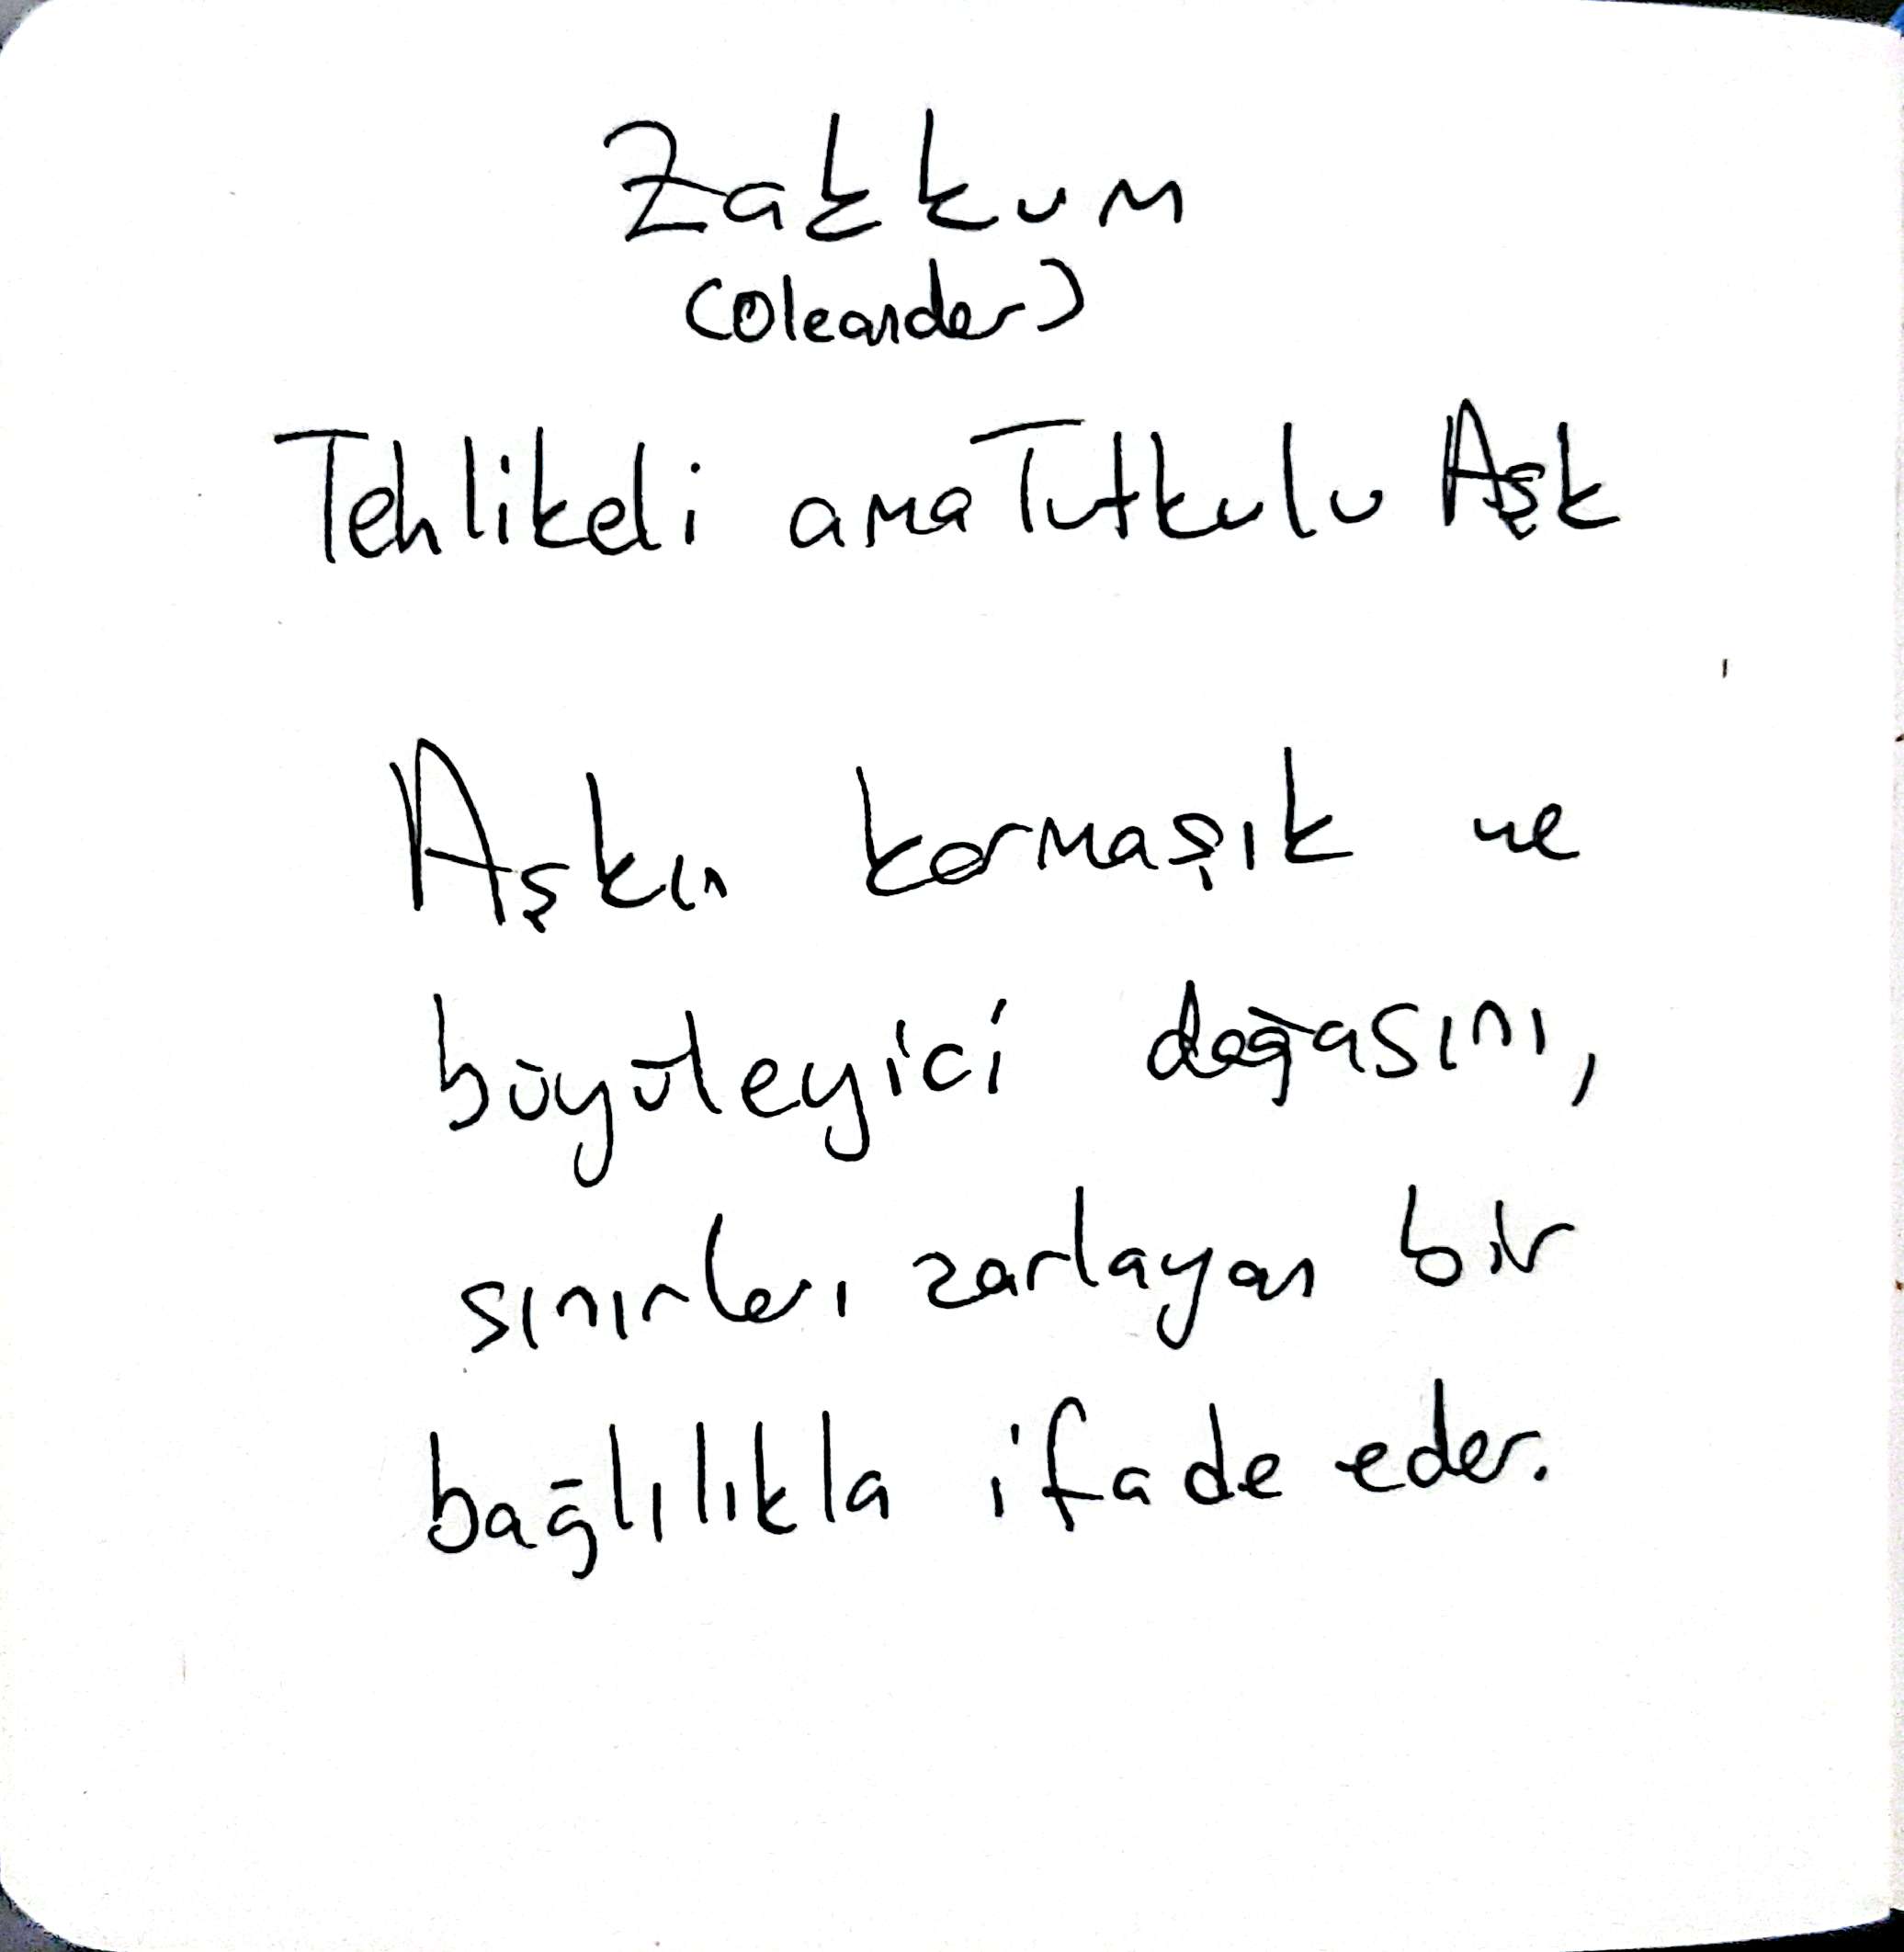 Zakkum
(Oleander)
Tehlikeli ama Tutkulu Aşk
Aşkın karmaşık ve
büyüleyici doğasını,
sınırları zorlayan bir
bağlılıkla ifade eder.